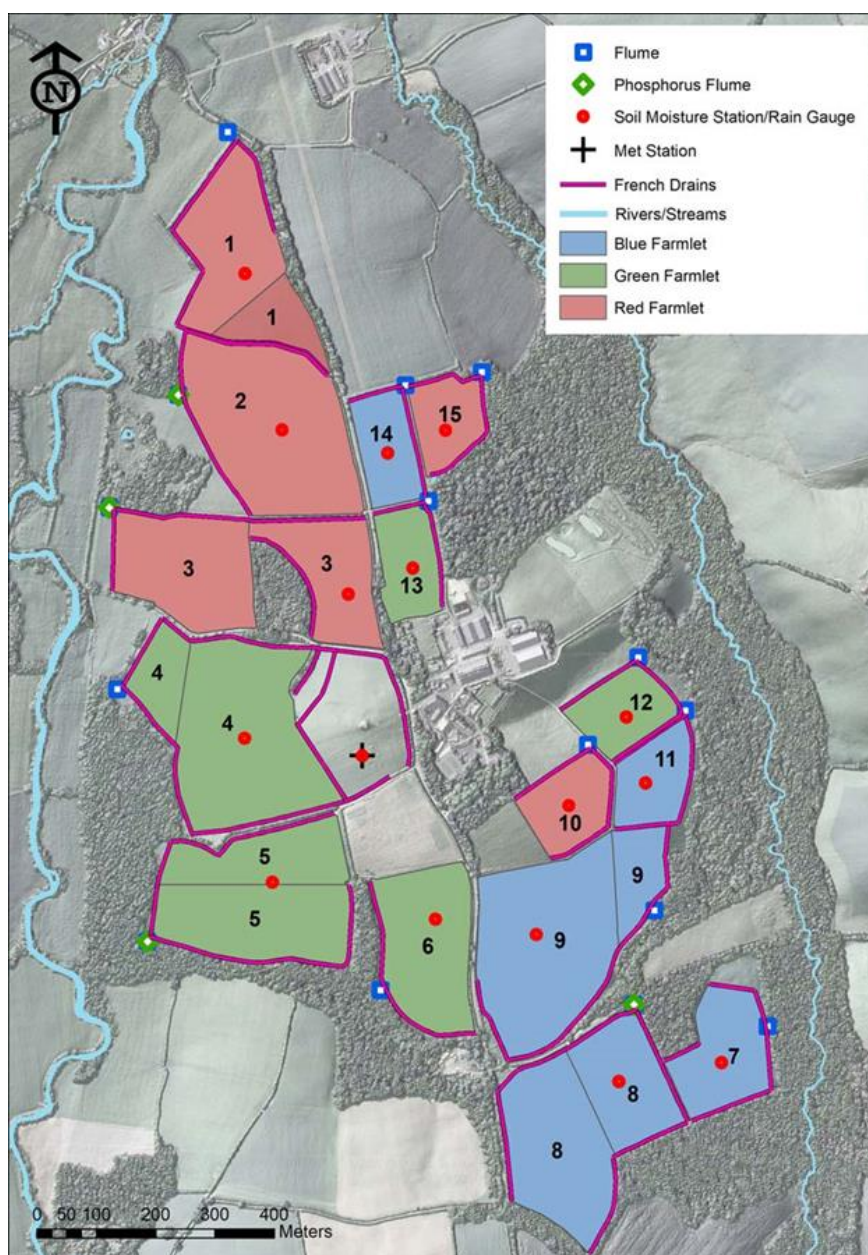 N
Flume
Phosphorus Flume
Soil Moisture Station/Rain Gauge
Met Station
French Drains
Rivers/Streams
Blue Farmlet
Green Farmlet
Red Farmlet
1
1
2
15
14
3
3
13
4
4
12
11
10
5
9
5
6
9
7
8
8
0 50 100 200 300 400
Meters